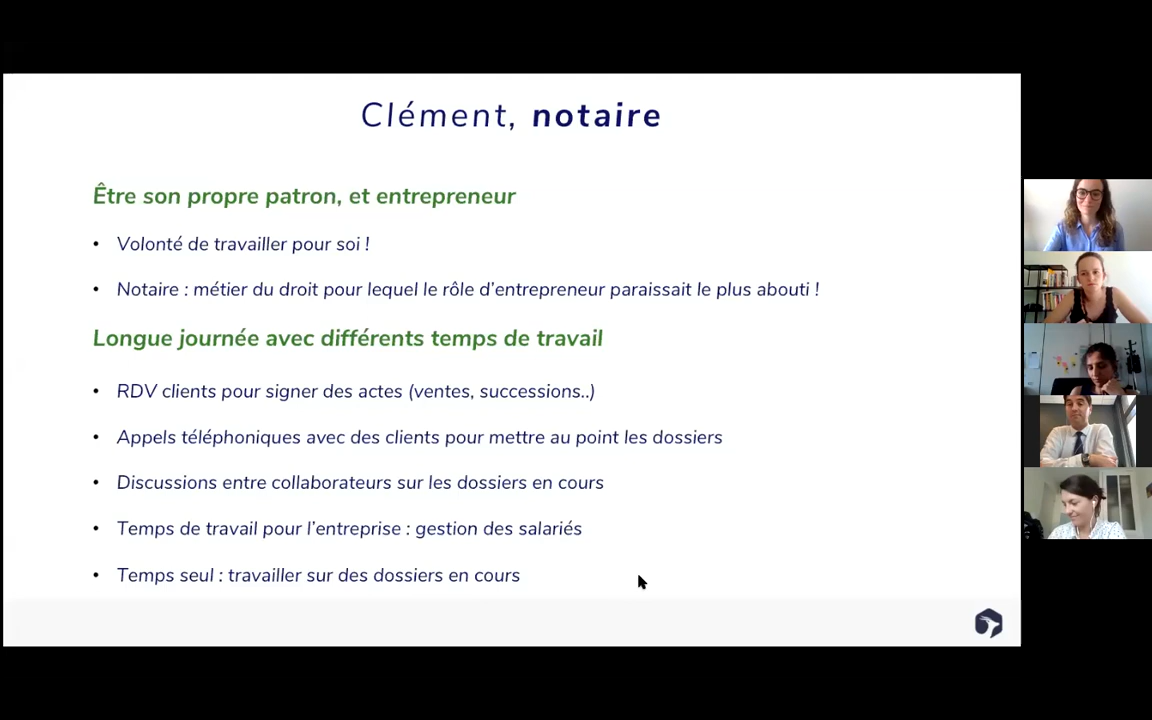 Clément, notaire
Être son propre patron, et entrepreneur
• Volonté de travailler pour soi !
• Notaire : métier du droit pour lequel le rôle d’entrepreneur paraissait le plus abouti !
Longue journée avec différents temps de travail
• RDV clients pour signer des actes (ventes, successions..)
• Appels téléphoniques avec des clients pour mettre au point les dossiers
• Discussions entre collaborateurs sur les dossiers en cours
• Temps de travail pour l’entreprise : gestion des salariés
• Temps seul : travailler sur des dossiers en cours